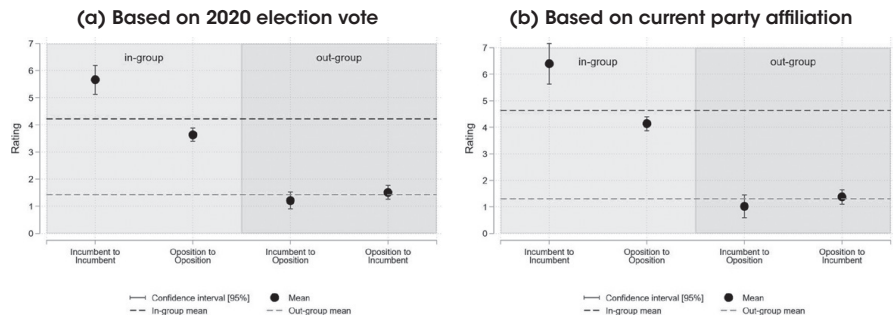 (a) Based on 2020 election vote
in-group
out-group
Rating
7
6
5
4
3
2
1
0
Incumbent to
Incumbent
Oposition to
Opposition
Incumbent to
Opposition
Opposition to
Incumbent
Confidence interval [95%]
Mean
In-group mean
Out-group mean
(b) Based on current party affiliation
in-group
out-group
Rating
7
6
5
4
3
2
1
0
Incumbent to
Incumbent
Oposition to
Opposition
Incumbent to
Opposition
Opposition to
Incumbent
Confidence interval [95%]
Mean
In-group mean
Out-group mean